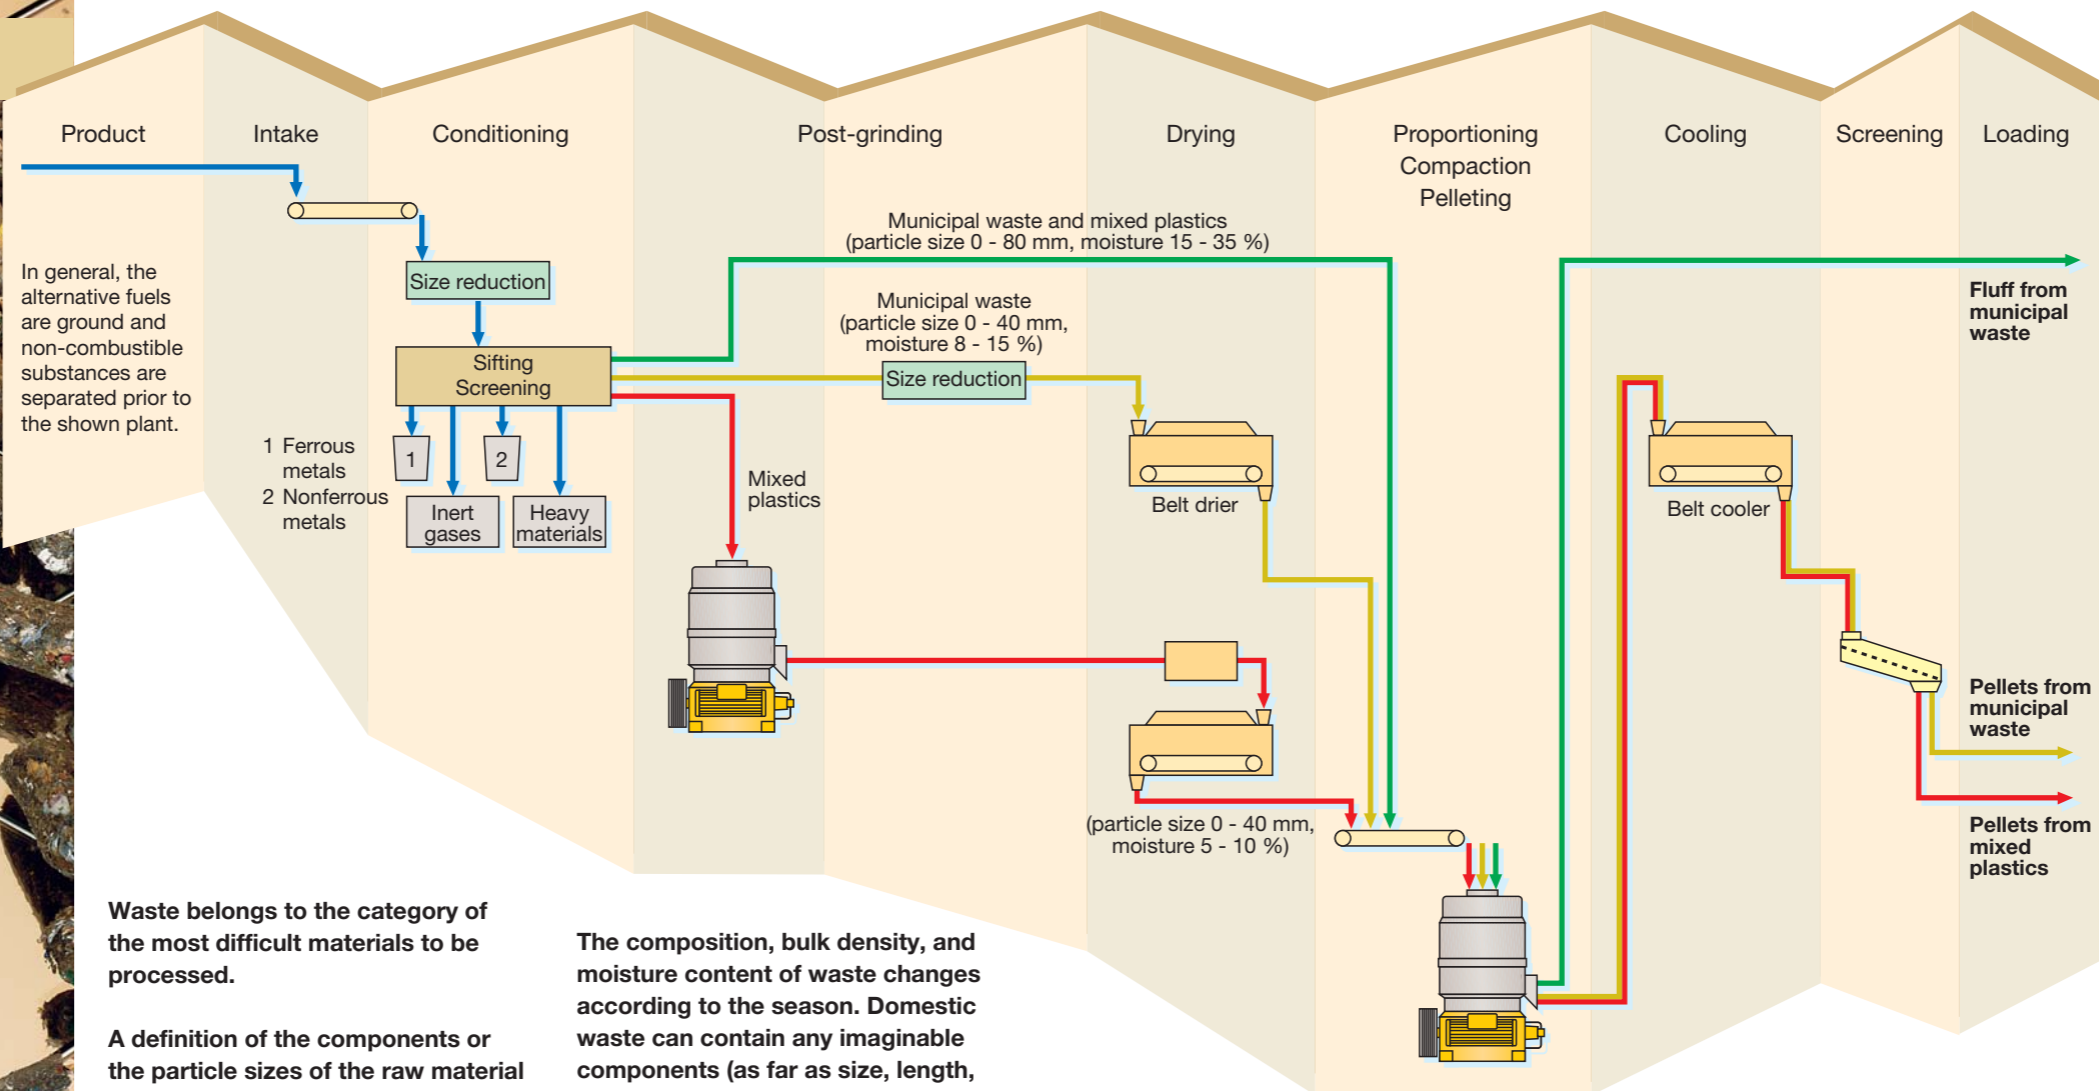 Product
Intake
Conditioning
Post-grinding
Drying
Proportioning
Compaction
Pelleting
Cooling
Screening
Loading
In general, the
alternative fuels
are ground and
non-combustible
substances are
separated prior to
the shown plant.
Size reduction
Sifting
Screening
1 Ferrous
metals
2 Nonferrous
metals
1
2
Inert
gases
Heavy
materials
Municipal waste and mixed plastics
(particle size 0 - 80 mm, moisture 15 - 35 %)
Municipal waste
(particle size 0 - 40 mm,
moisture 8 - 15 %)
Size reduction
Mixed
plastics
Belt drier
(particle size 0 - 40 mm,
moisture 5 - 10 %)
Belt cooler
Fluff from
municipal
waste
Pellets from
municipal
waste
Pellets from
mixed
plastics
Waste belongs to the category of
the most difficult materials to be
processed.
A definition of the components or
the particle sizes of the raw material
The composition, bulk density, and
moisture content of waste changes
according to the season. Domestic
waste can contain any imaginable
components (as far as size, length,